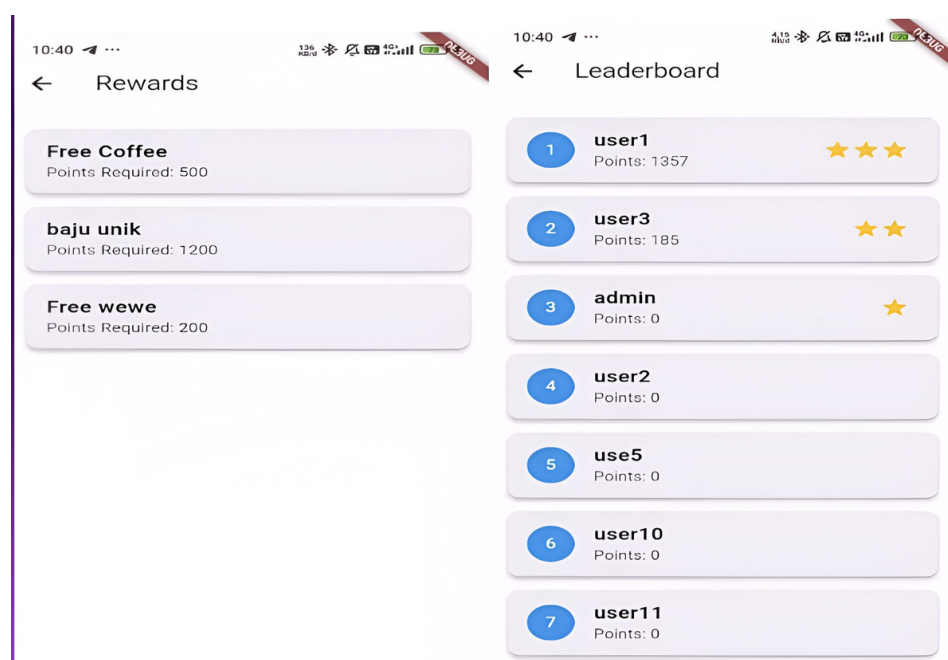 10:40
Rewards
Free Coffee
Points Required: 500
baju unik
Points Required: 1200
Free wewe
Points Required: 200
10:40
Leaderboard
1
user1
Points: 1357
2
user3
Points: 185
3
admin
Points: 0
4
user2
Points: 0
5
use5
Points: 0
6
user10
Points: 0
7
user11
Points: 0